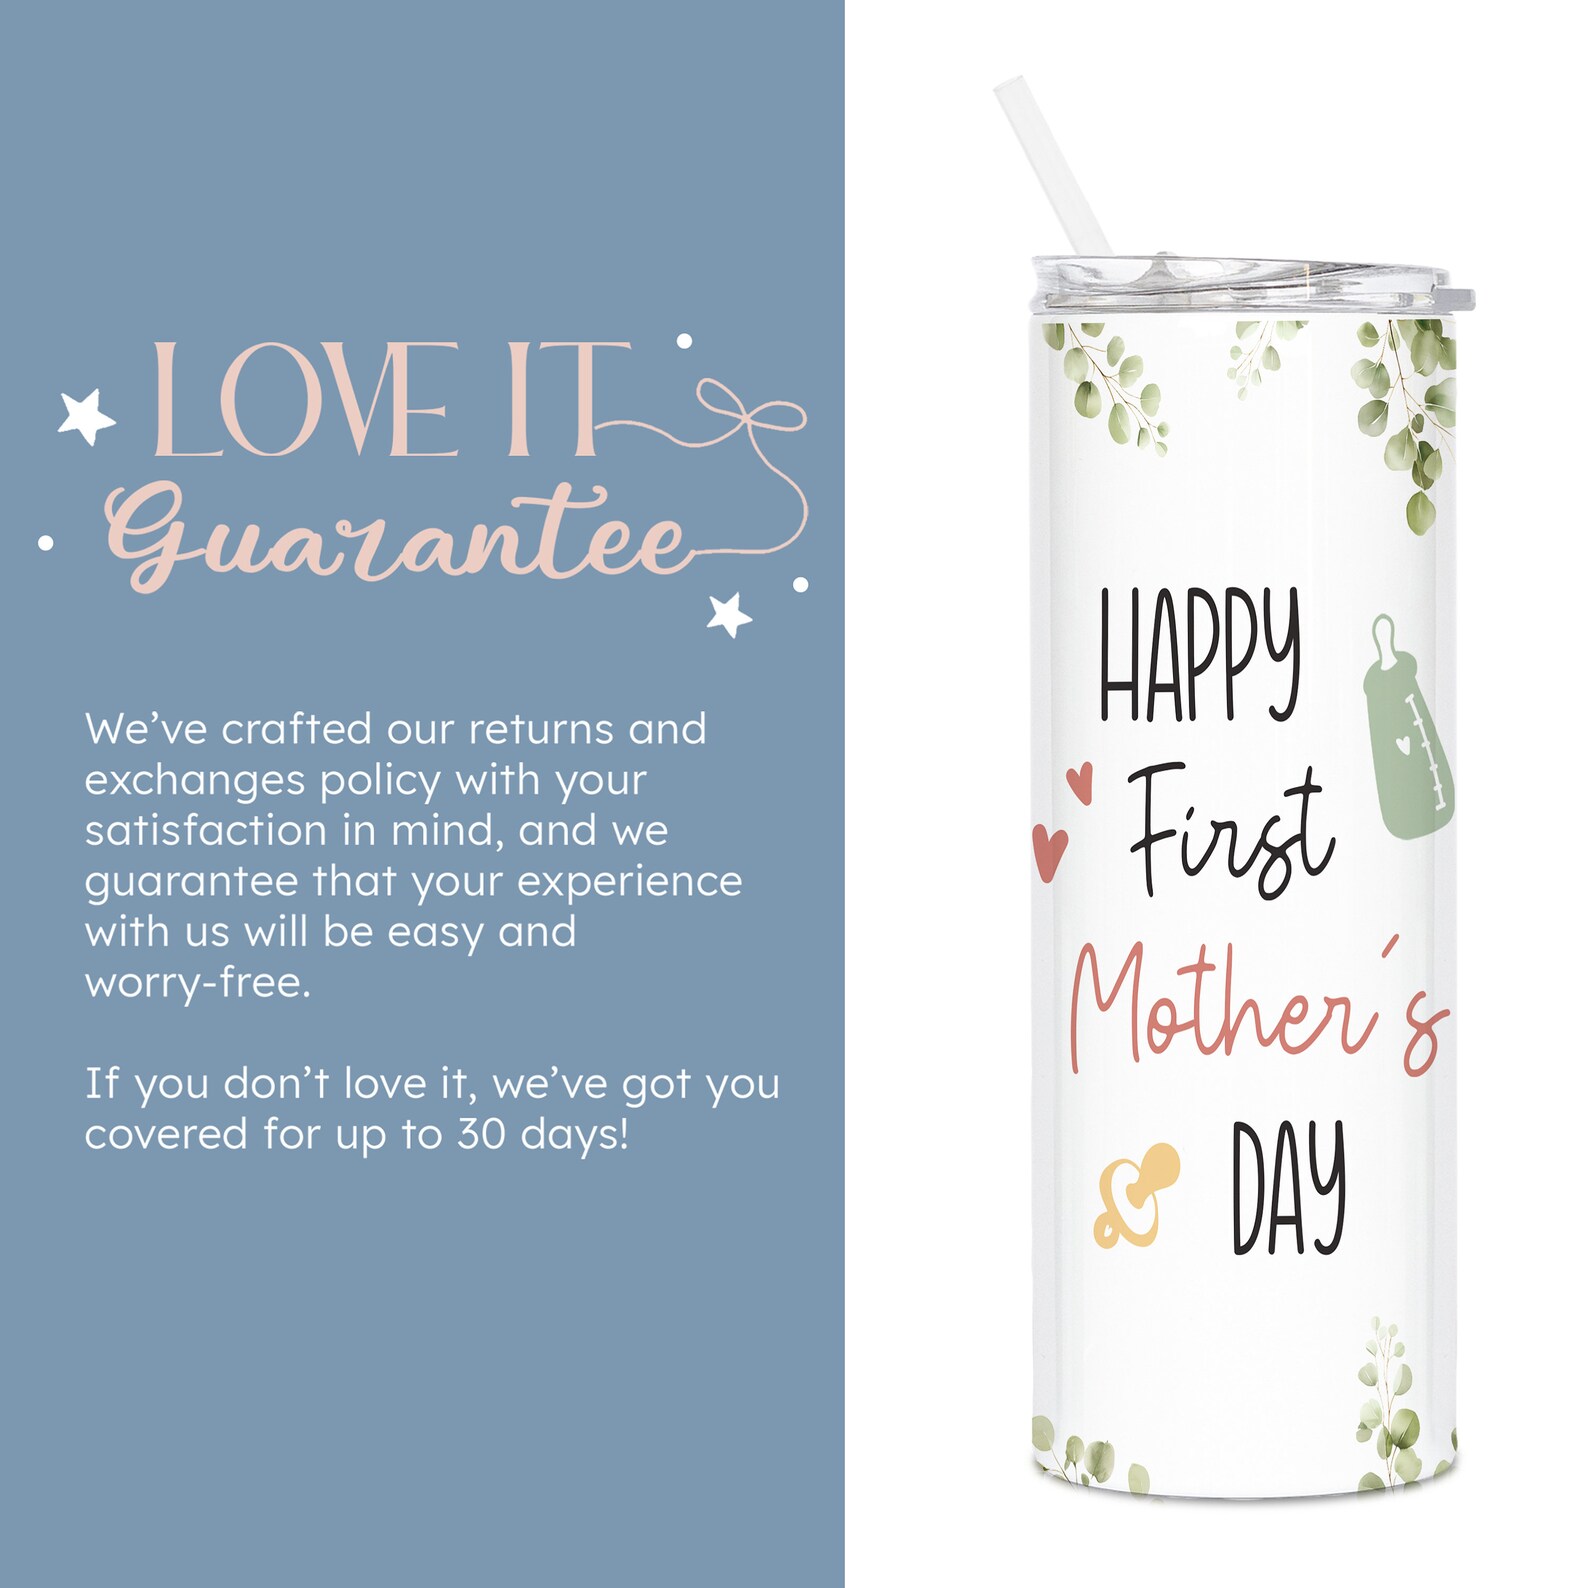 LOVE IT
Guarantee
We’ve crafted our returns and
exchanges policy with your
satisfaction in mind, and we
guarantee that your experience
with us will be easy and
worry-free.
If you don’t love it, we’ve got you
covered for up to 30 days!
HAPPY
First
Mother´s
DAY